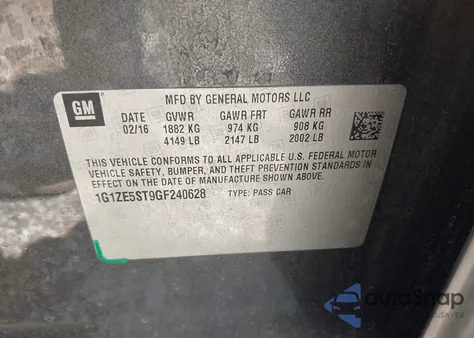 GM
MFD BY GENERAL MOTORS LLC
DATE GVWR GAWR FRT GAWR RR
02/16 1882 KG 974 KG 908 KG
4149 LB 2147 LB 2002 LB
THIS VEHICLE CONFORMS TO ALL APPLICABLE U.S. FEDERAL MOTOR
VEHICLE SAFETY, BUMPER, AND THEFT PREVENTION STANDARDS IN
EFFECT ON THE DATE OF MANUFACTURE SHOWN ABOVE.
1G1ZE5ST9GF240628 TYPE: PASS CAR
AuraSnap